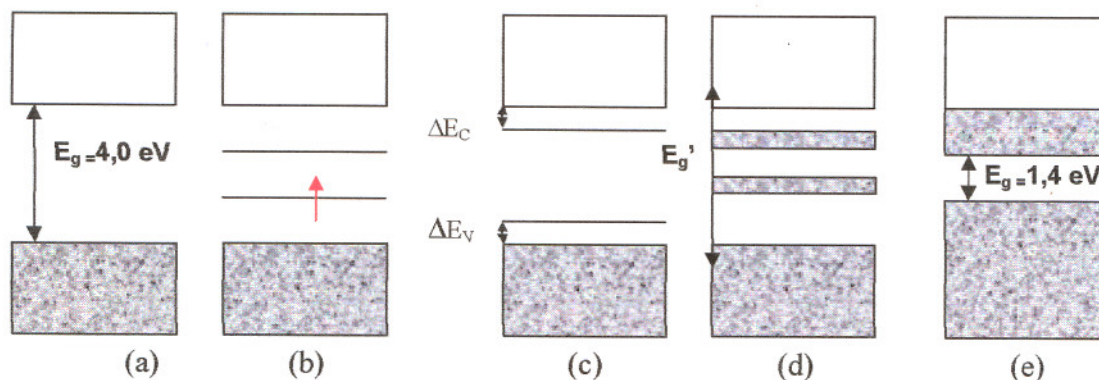 E_g = 4,0 eV
ΔE_C
ΔE_V
E_g'
E_g = 1,4 eV
(a) (b) (c) (d) (e)